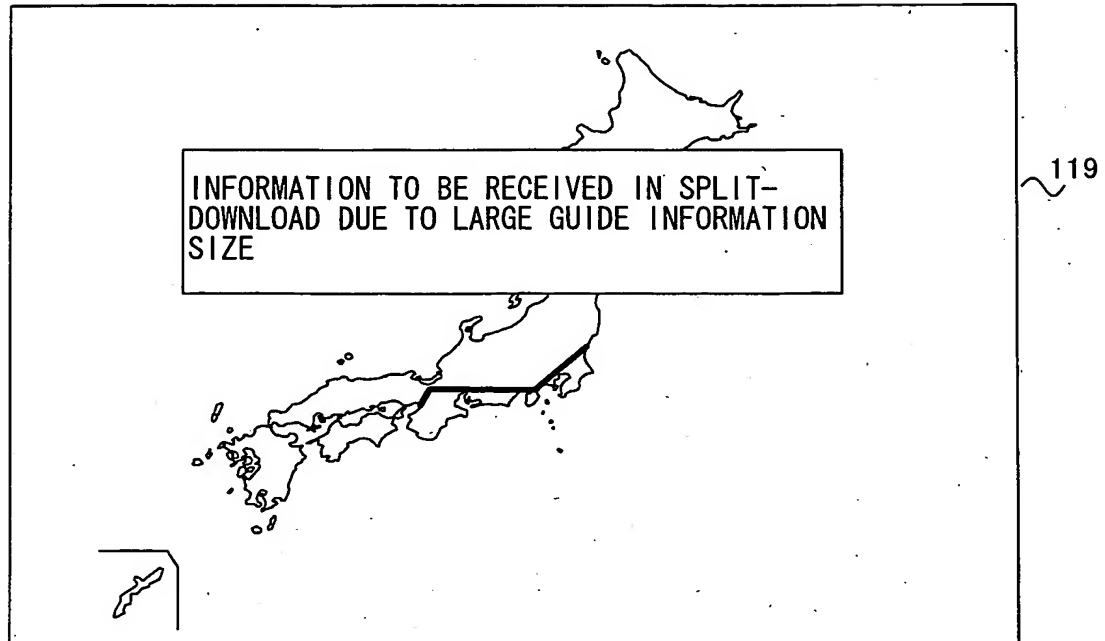 INFORMATION TO BE RECEIVED IN SPLIT-
DOWNLOAD DUE TO LARGE GUIDE INFORMATION
SIZE
119